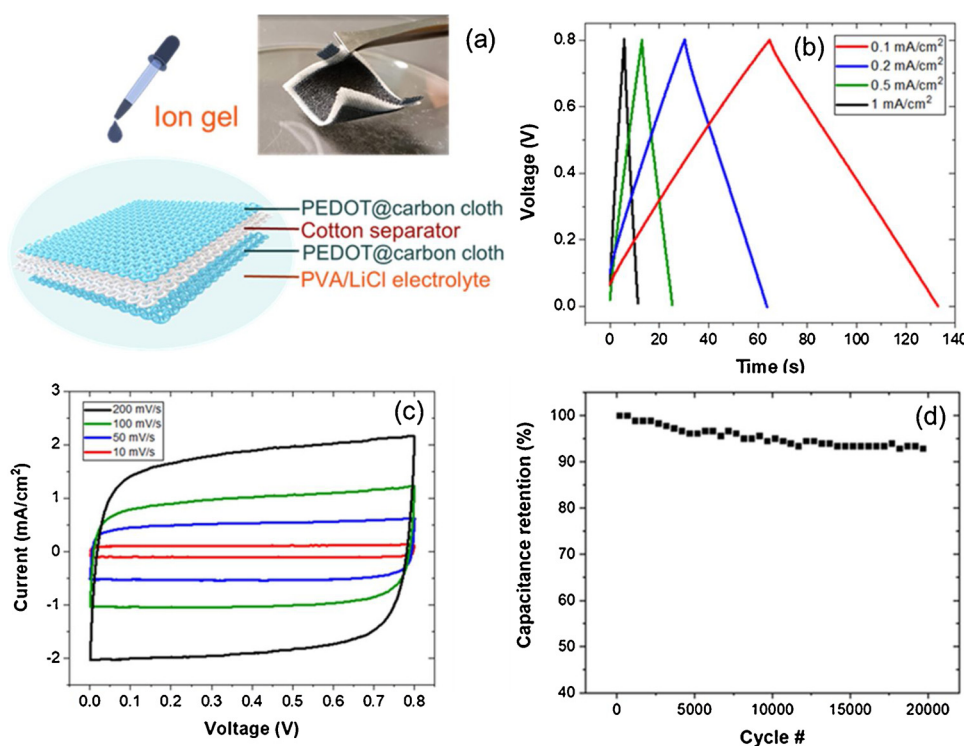 (a)
Ion gel
PEDOT@carbon cloth
Cotton separator
PEDOT@carbon cloth
PVA/LiCl electrolyte
(b)
0.1 mA/cm²
0.2 mA/cm²
0.5 mA/cm²
1 mA/cm²
Voltage (V)
0.8
0.6
0.4
0.2
0.0
0 20 40 60 80 100 120 140
Time (s)
(c)
200 mV/s
100 mV/s
50 mV/s
10 mV/s
Current (mA/cm²)
3
2
1
0
-1
-2
0.0 0.1 0.2 0.3 0.4 0.5 0.6 0.7 0.8
Voltage (V)
(d)
Capacitance retention (%)
100
90
80
70
60
50
40
0 5000 10000 15000 20000
Cycle #